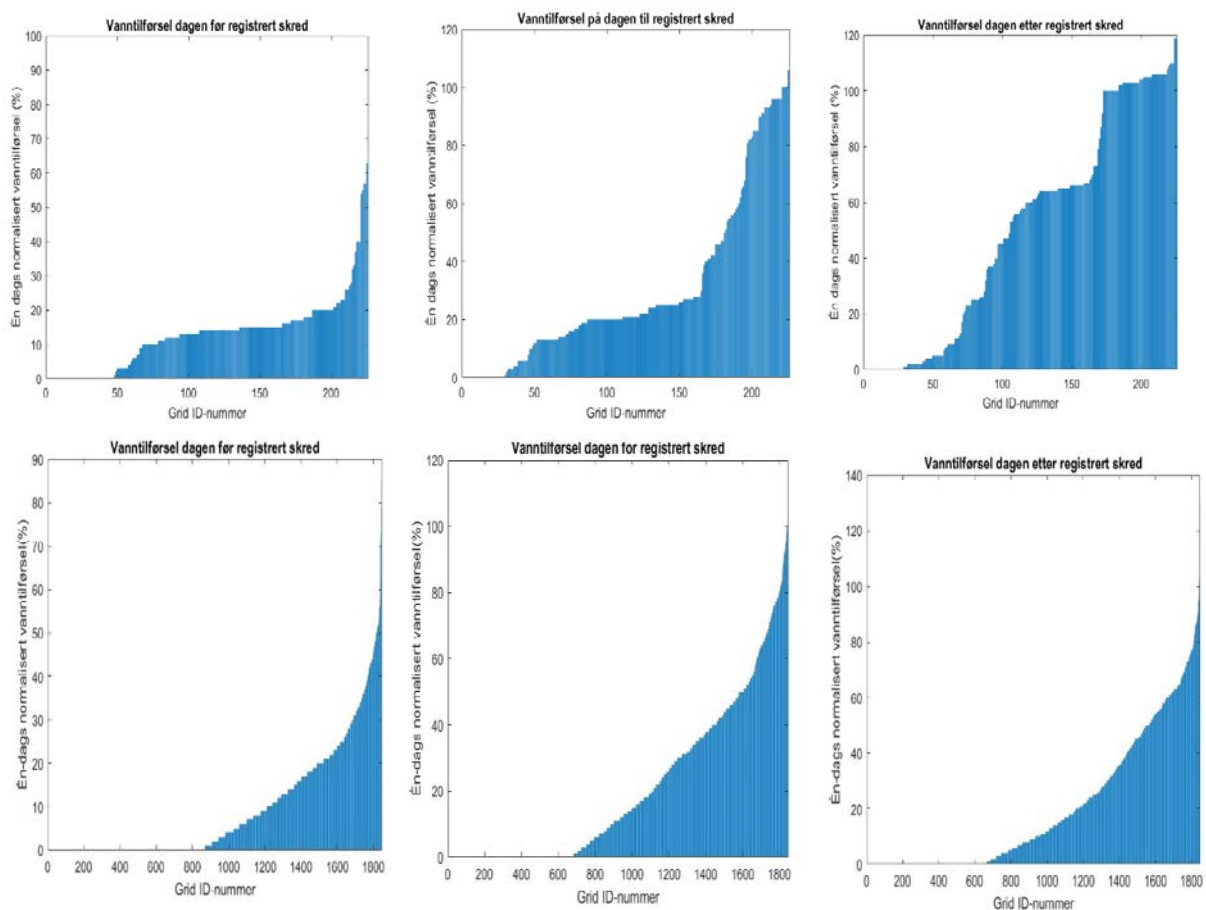 Vanntilførsel dagen før registrert skred
Én dags normalisert vanntilførsel (%)
100
90
80
70
60
50
40
30
20
10
0
0 50 100 150 200
Grid ID-nummer
Vanntilførsel på dagen til registrert skred
Én dags normalisert vanntilførsel (%)
120
100
80
60
40
20
0
0 50 100 150 200
Grid ID-nummer
Vanntilførsel dagen etter registrert skred
Én dags normalisert vanntilførsel (%)
120
100
80
60
40
20
0
0 50 100 150 200
Grid ID-nummer
Vanntilførsel dagen før registrert skred
Én-dags normalisert vanntilførsel(%)
90
80
70
60
50
40
30
20
10
0
0 200 400 600 800 1000 1200 1400 1600 1800
Grid ID-nummer
Vanntilførsel dagen for registrert skred
Én-dags normalisert vanntilførsel(%)
120
100
80
60
40
20
0
0 200 400 600 800 1000 1200 1400 1600 1800
Grid ID-nummer
Vanntilførsel dagen etter registrert skred
Én-dags normalisert vanntilførsel(%)
140
120
100
80
60
40
20
0
0 200 400 600 800 1000 1200 1400 1600 1800
Grid ID-nummer